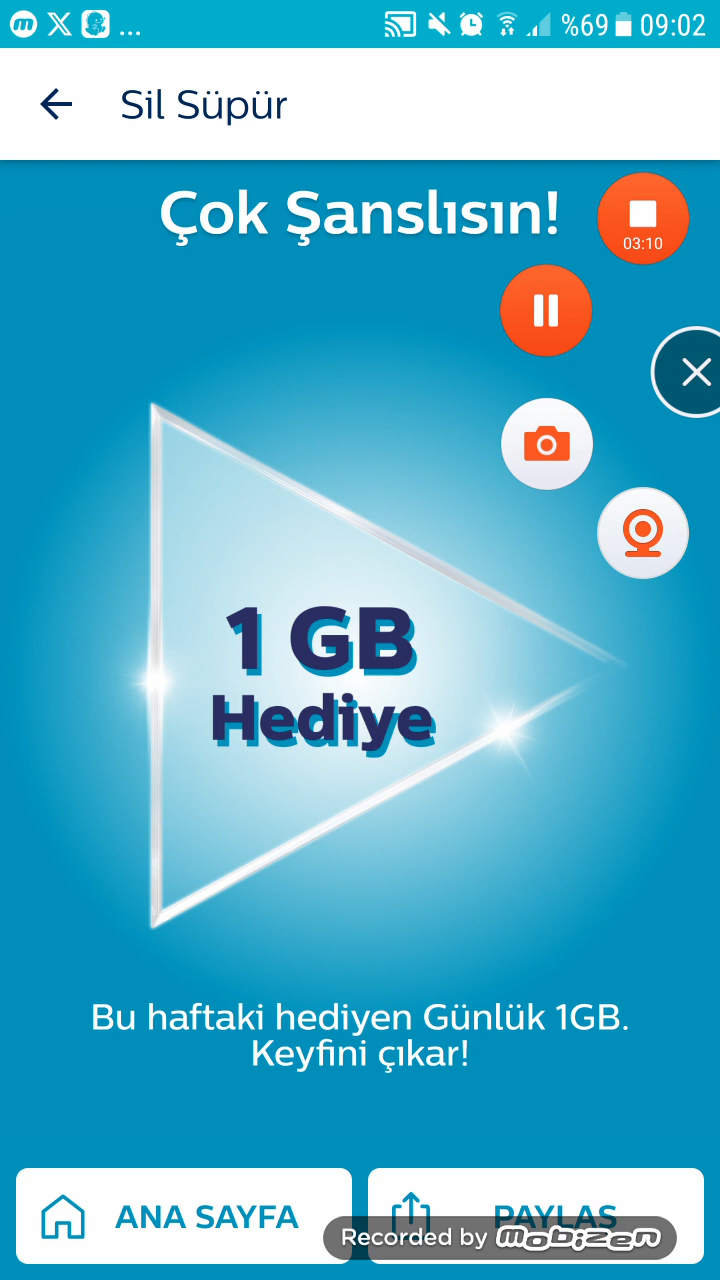 ... %69 09:02
Sil Süpür
Çok Şanslısın!
03:10
1 GB
Hediye
Bu haftaki hediyen Günlük 1GB.
Keyfini çıkar!
ANA SAYFA
PAYLAŞ
Recorded by mobizen